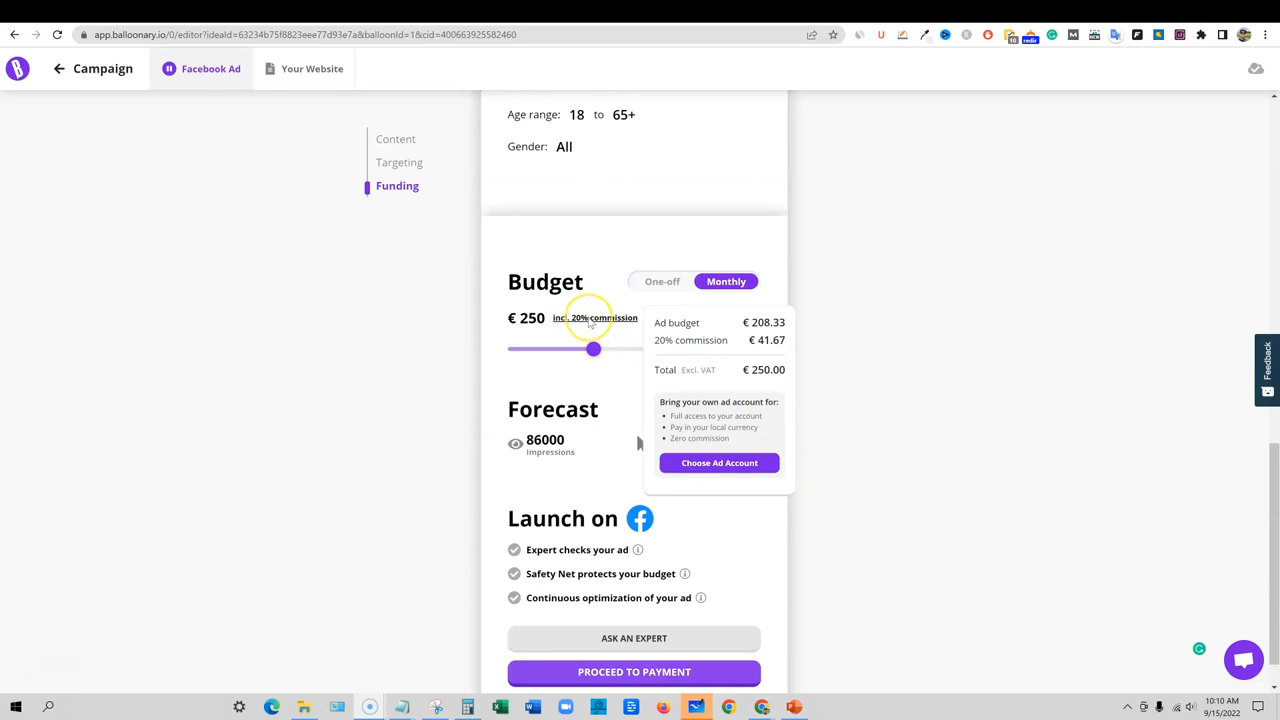 app.balloonary.io/0/editor?ideaId=63234b75f8823eee77d93e7a&balloonId=1&cid=400663925582460
Campaign
Facebook Ad
Your Website
Content
Targeting
Funding
Age range: 18 to 65+
Gender: All
Budget
One-off
Monthly
€ 250 incl. 20% commission
Ad budget € 208.33
20% commission € 41.67
Total Excl. VAT € 250.00
Bring your own ad account for:
Full access to your account
Pay in your local currency
Zero commission
Choose Ad Account
Forecast
86000
Impressions
Launch on
Expert checks your ad
Safety Net protects your budget
Continuous optimization of your ad
ASK AN EXPERT
PROCEED TO PAYMENT
Feedback
10:10 AM
9/15/2022